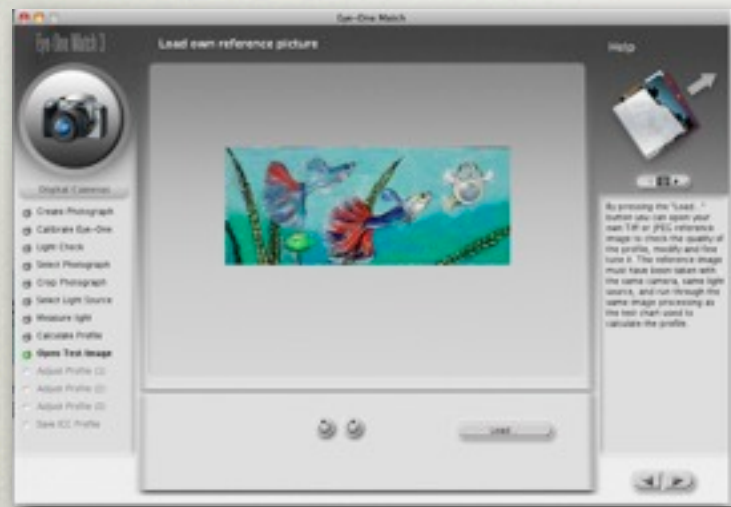 Eye-One Match
Eye-One Match 3
Load own reference picture
Help
Digital Cameras
Create Photograph
Calibrate Eye-One
Light Check
Select Photograph
Crop Photograph
Select Light Source
Measure light
Calculate Profile
Open Test Image
Adjust Profile (1)
Adjust Profile (2)
Adjust Profile (3)
Save ICC Profile
Load...
By pressing the "Load..."
button you can open your
own Tiff or JPEG reference
image to check the quality of
the profile, modify and fine
tune it. The reference image
must have been taken with
the same camera, same light
source, and run through the
same image processing as
the test chart used to
calculate the profile.